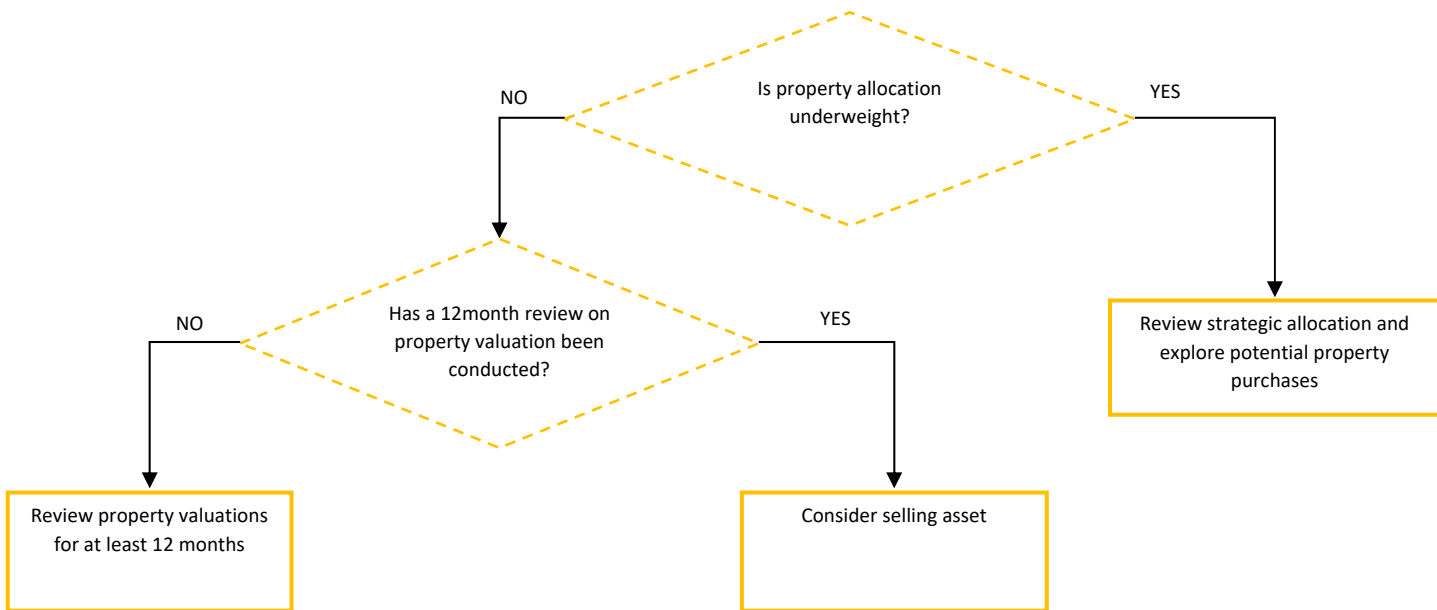 Is property allocation
underweight?
NO
YES
Has a 12month review on
property valuation been
conducted?
NO
YES
Review strategic allocation and
explore potential property
purchases
Review property valuations
for at least 12 months
Consider selling asset